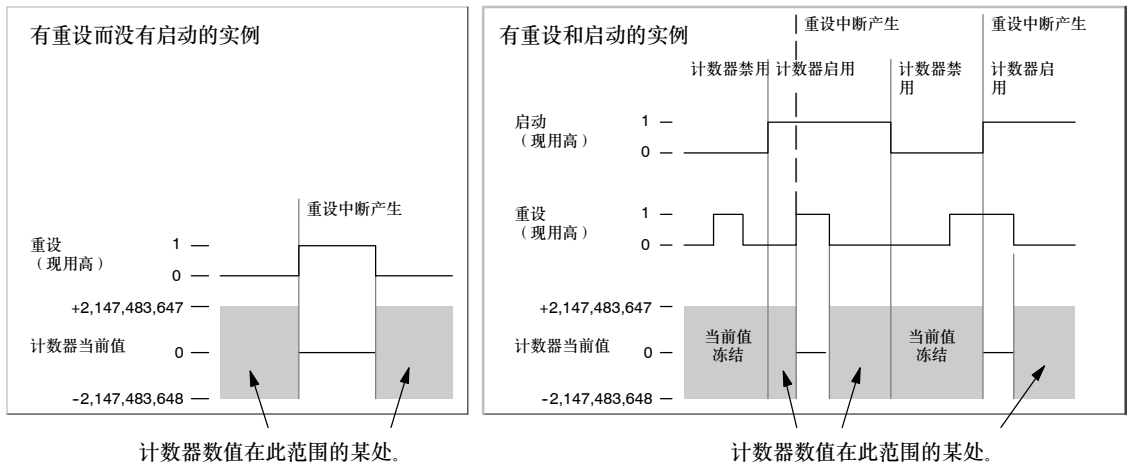 有重设而没有启动的实例
重设中断产生
重设
（现用高）
1
0
+2,147,483,647
计数器当前值
0
-2,147,483,648
计数器数值在此范围的某处。
有重设和启动的实例
重设中断产生
重设中断产生
计数器禁用
计数器启用
计数器禁
用
计数器启
用
启动
（现用高）
1
0
重设
（现用高）
1
0
+2,147,483,647
计数器当前值
0
-2,147,483,648
当前值
冻结
当前值
冻结
计数器数值在此范围的某处。